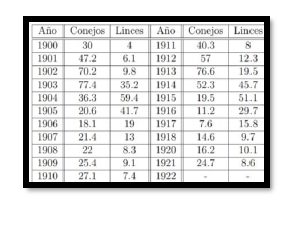 Año Conejos Linces Año Conejos Linces
1900 30 4 1911 40.3 8
1901 47.2 6.1 1912 57 12.3
1902 70.2 9.8 1913 76.6 19.5
1903 77.4 35.2 1914 52.3 45.7
1904 36.3 59.4 1915 19.5 51.1
1905 20.6 41.7 1916 11.2 29.7
1906 18.1 19 1917 7.6 15.8
1907 21.4 13 1918 14.6 9.7
1908 22 8.3 1920 16.2 10.1
1909 25.4 9.1 1921 24.7 8.6
1910 27.1 7.4 1922 - -